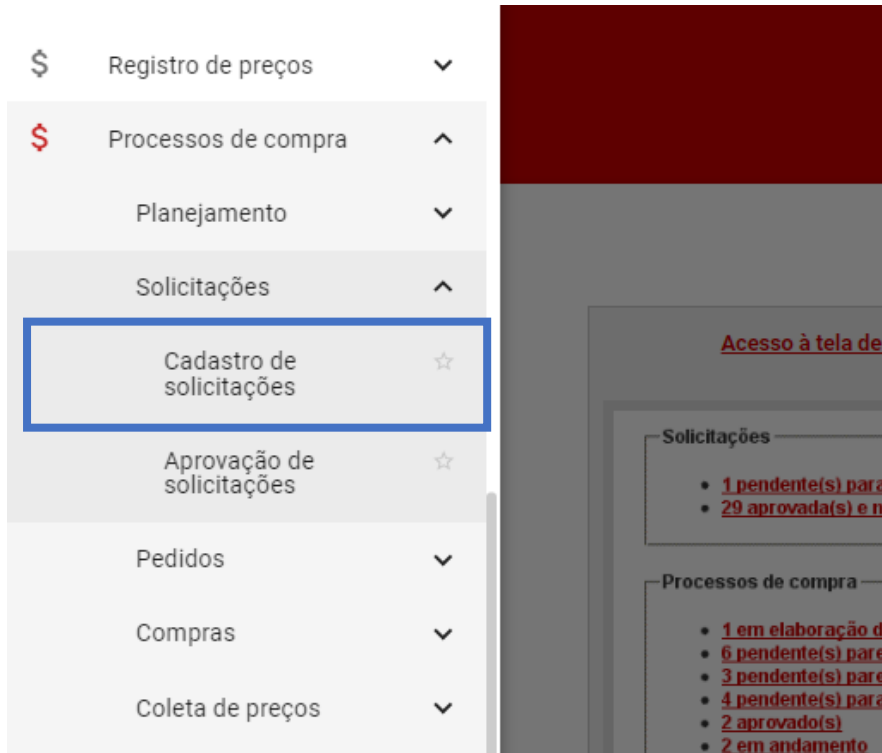 $ Registro de preços
$ Processos de compra
Planejamento
Solicitações
Cadastro de
solicitações
Aprovação de
solicitações
Pedidos
Compras
Coleta de preços
Acesso à tela de
Solicitações
1 pendente(s) para
29 aprovada(s) e
Processos de compra
1 em elaboração
6 pendente(s)
3 pendente(s)
4 pendente(s) para
2 aprovado(s)
2 em andamento